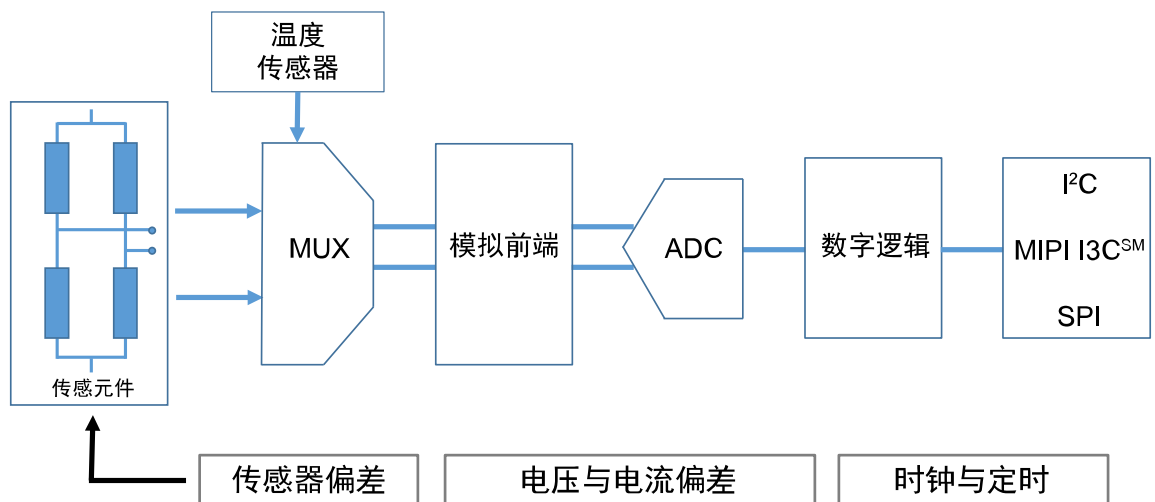 温度
传感器
传感元件
MUX
模拟前端
ADC
数字逻辑
I²C
MIPI I3C℠
SPI
传感器偏差
电压与电流偏差
时钟与定时